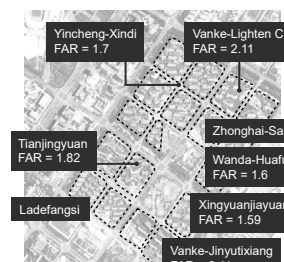 Yincheng-Xindi
FAR = 1.7
Vanke-Lighten C
FAR = 2.11
Zhonghai-Sa
Tianjingyuan
FAR = 1.82
Wanda-Huafu
FAR = 1.6
Ladefangsi
Xingyuanjiayuan
FAR = 1.59
Vanke-Jinyutixiang